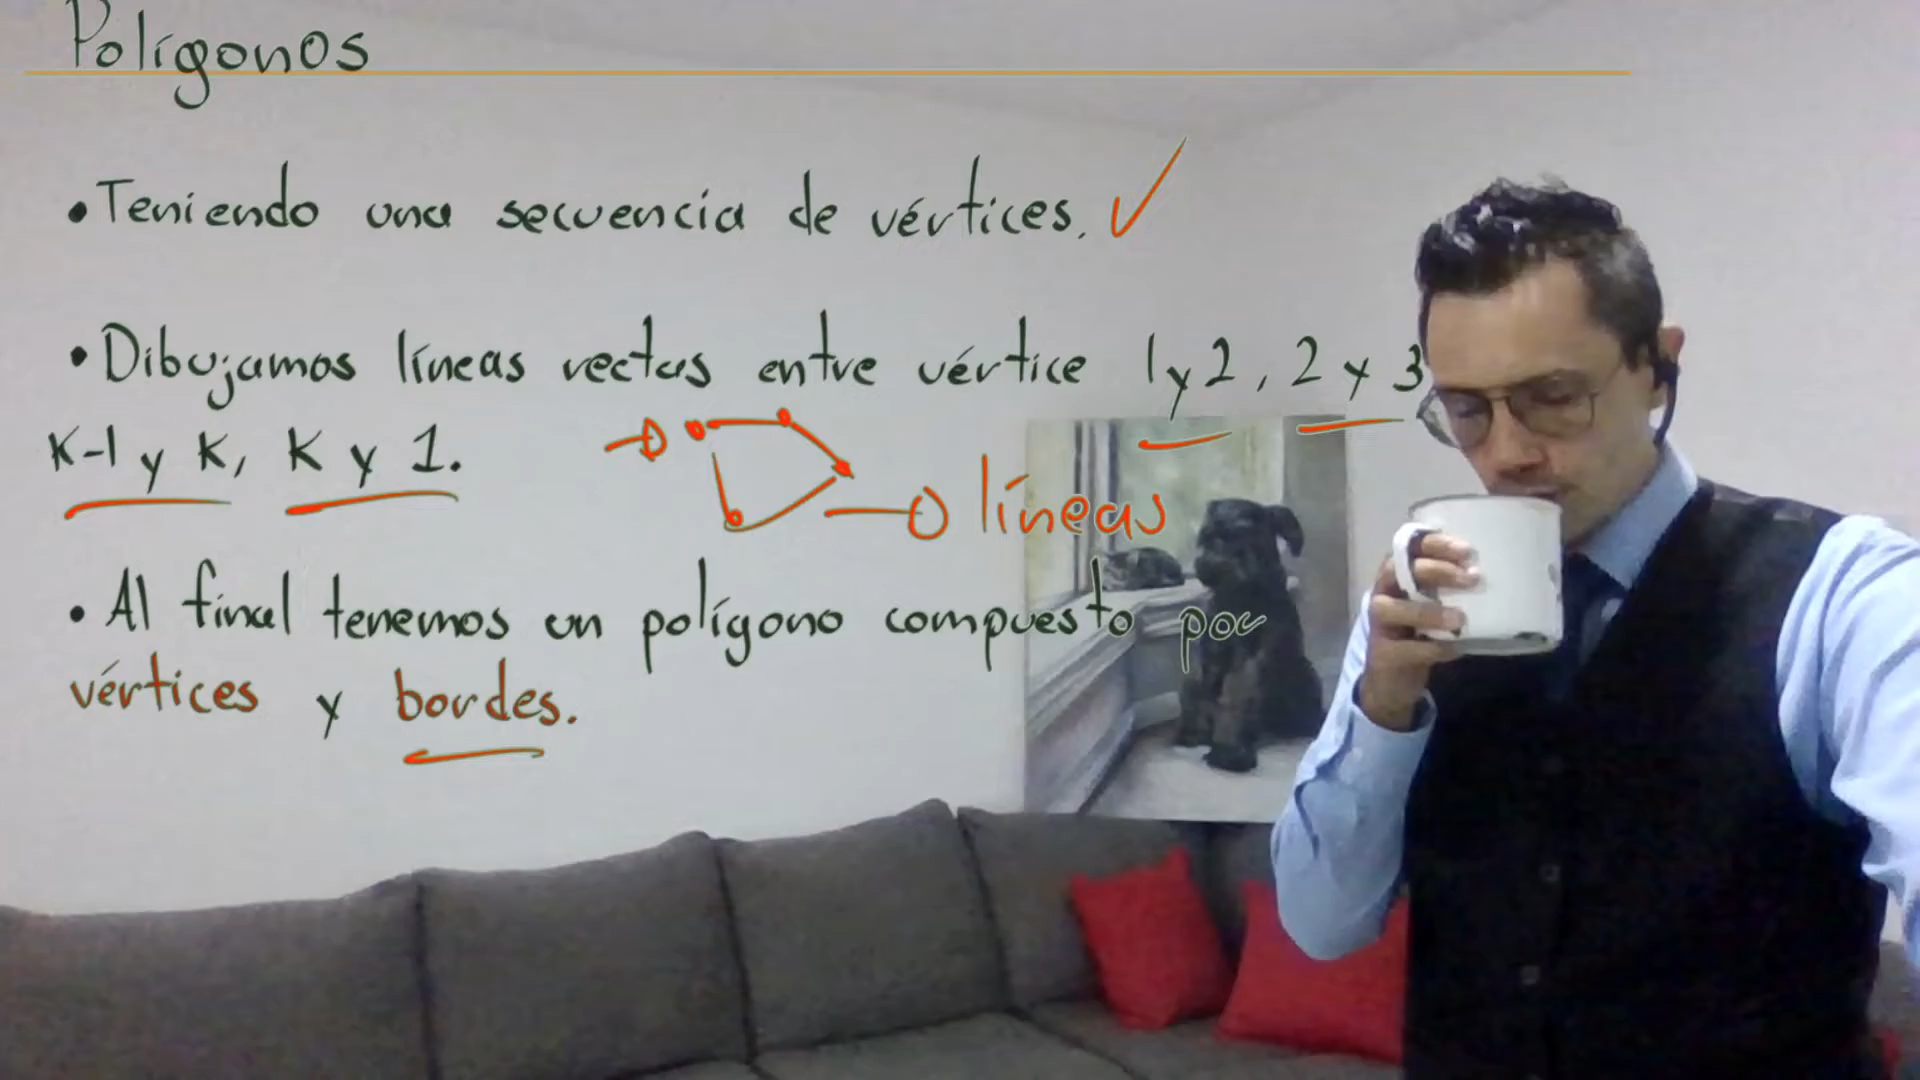 Polígonos
• Teniendo una secuencia de vértices. ✓
• Dibujamos líneas rectas entre vértice 1 y 2, 2 y 3
K-1 y K, K y 1.
líneas
• Al final tenemos un polígono compuesto por
vértices y bordes.